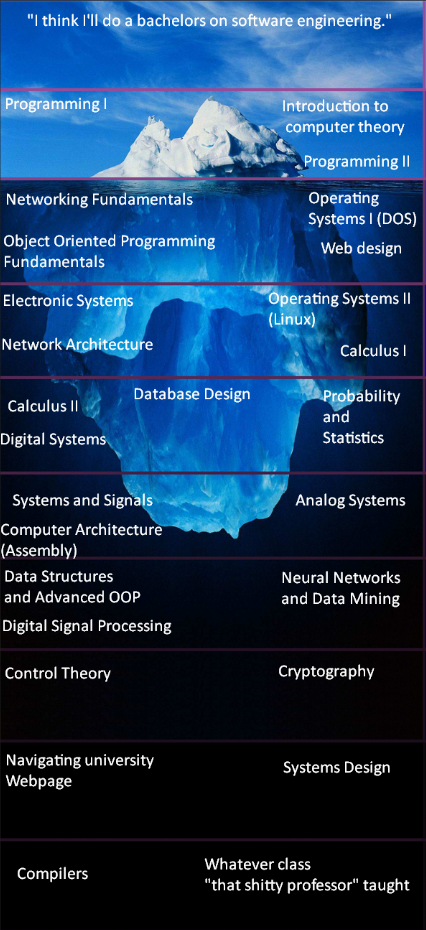 "I think I'll do a bachelors on software engineering."
Programming I
Introduction to
computer theory
Programming II
Networking Fundamentals
Operating
Systems I (DOS)
Object Oriented Programming
Fundamentals
Web design
Electronic Systems
Operating Systems II
(Linux)
Network Architecture
Calculus I
Database Design
Calculus II
Probability
and
Statistics
Digital Systems
Systems and Signals
Analog Systems
Computer Architecture
(Assembly)
Data Structures
and Advanced OOP
Neural Networks
and Data Mining
Digital Signal Processing
Control Theory
Cryptography
Navigating university
Webpage
Systems Design
Compilers
Whatever class
"that shitty professor" taught